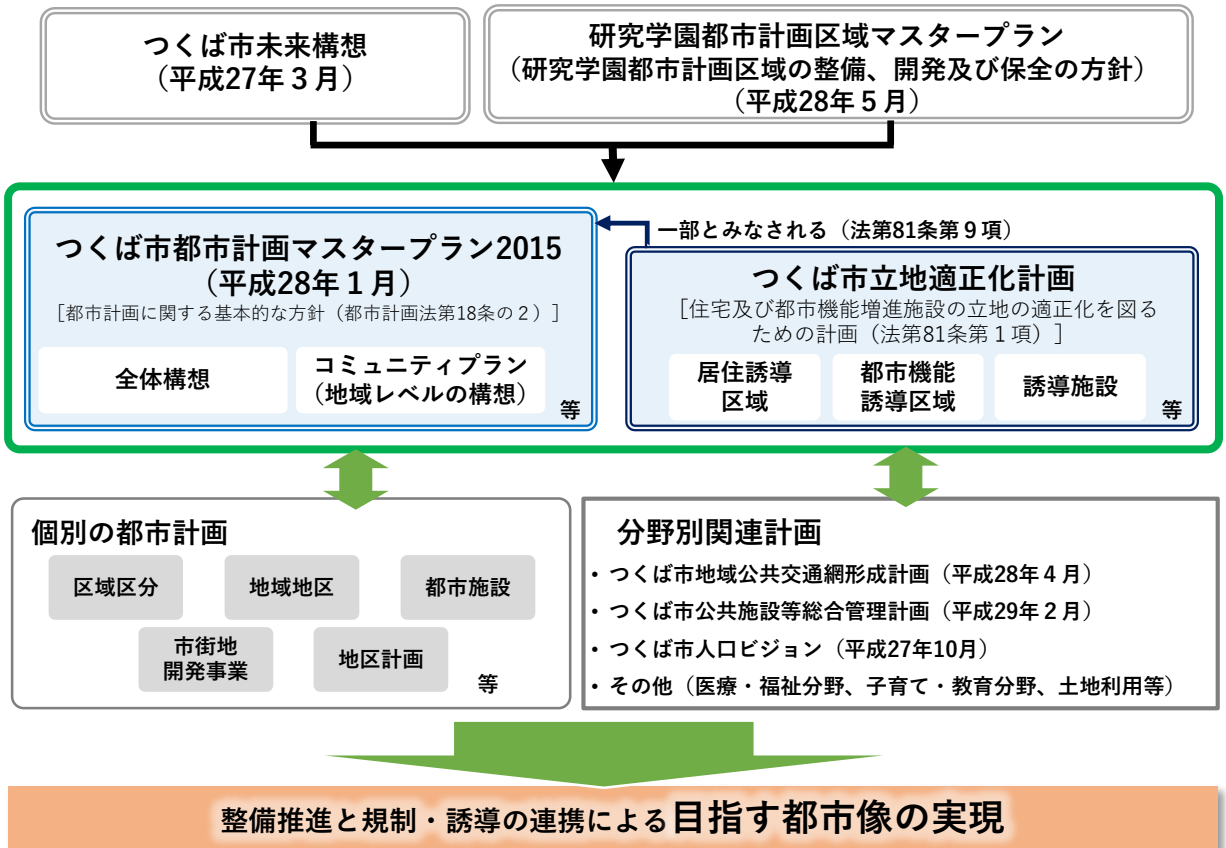 つくば市未来構想
（平成27年３月）
研究学園都市計画区域マスタープラン
（研究学園都市計画区域の整備、開発及び保全の方針）
（平成28年５月）
つくば市都市計画マスタープラン2015
（平成28年１月）
［都市計画に関する基本的な方針（都市計画法第18条の２）］
全体構想
コミュニティプラン
（地域レベルの構想）
等
一部とみなされる（法第81条第９項）
つくば市立地適正化計画
［住宅及び都市機能増進施設の立地の適正化を図る
ための計画（法第81条第１項）］
居住誘導
区域
都市機能
誘導区域
誘導施設
等
個別の都市計画
区域区分
地域地区
都市施設
市街地
開発事業
地区計画
等
分野別関連計画
・つくば市地域公共交通網形成計画（平成28年４月）
・つくば市公共施設等総合管理計画（平成29年２月）
・つくば市人口ビジョン（平成27年10月）
・その他（医療・福祉分野、子育て・教育分野、土地利用等）
整備推進と規制・誘導の連携による目指す都市像の実現